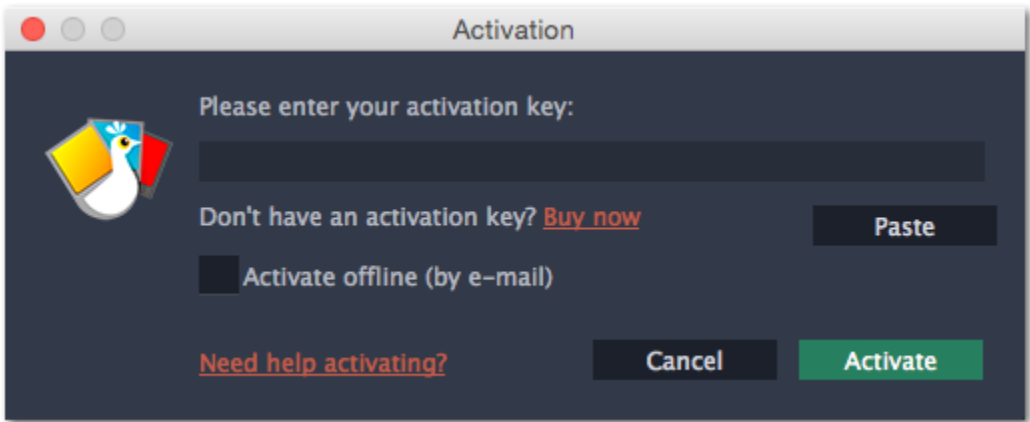 Activation
Please enter your activation key:
Don't have an activation key? Buy now
Paste
Activate offline (by e-mail)
Need help activating?
Cancel
Activate